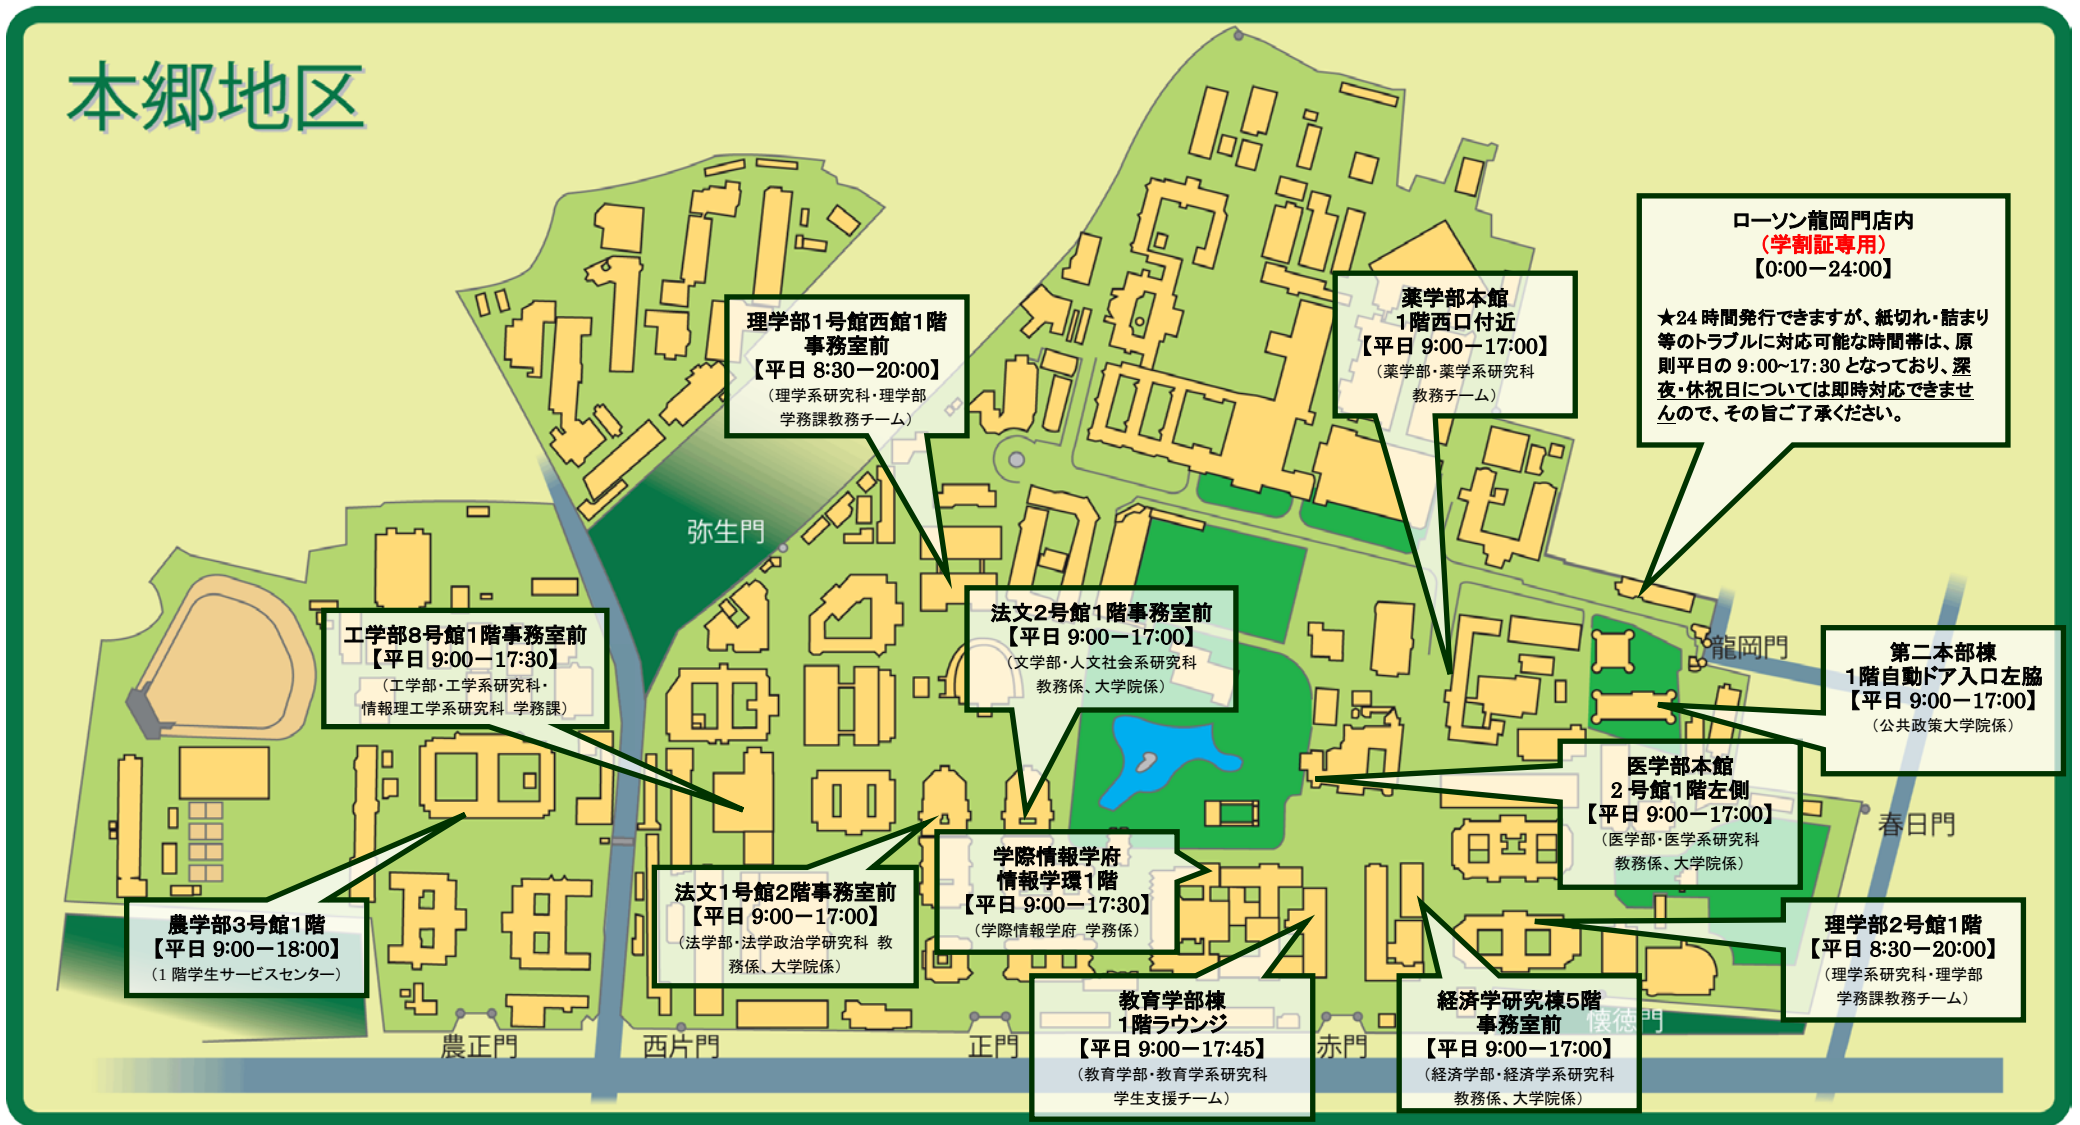 本郷地区
ローソン龍岡門店内
（学割証専用）
【0:00－24:00】
★24時間発行できますが、紙切れ・詰まり
等のトラブルに対応可能な時間帯は、原
則平日の9:00~17:30となっており、深
夜・休祝日については即時対応できませ
んので、その旨ご了承ください。
薬学部本館
1階西口付近
【平日 9:00－17:00】
（薬学部・薬学系研究科
教務チーム）
理学部1号館西館1階
事務室前
【平日 8:30－20:00】
（理学系研究科・理学部
学務課教務チーム）
弥生門
工学部8号館1階事務室前
【平日 9:00－17:30】
（工学部・工学系研究科・
情報理工学系研究科 学務課）
法文2号館1階事務室前
【平日 9:00－17:00】
（文学部・人文社会系研究科
教務係、大学院係）
龍岡門
第二本部棟
1階自動ドア入口左脇
【平日 9:00－17:00】
（公共政策大学院係）
医学部本館
2号館1階左側
【平日 9:00－17:00】
（医学部・医学系研究科
教務係、大学院係）
春日門
農学部3号館1階
【平日 9:00－18:00】
（1階学生サービスセンター）
法文1号館2階事務室前
【平日 9:00－17:00】
（法学部・法学政治学研究科 教
務係、大学院係）
学際情報学府
情報学環1階
【平日 9:00－17:30】
（学際情報学府 学務係）
理学部2号館1階
【平日 8:30－20:00】
（理学系研究科・理学部
学務課教務チーム）
教育学部棟
1階ラウンジ
【平日 9:00－17:45】
（教育学部・教育学系研究科
学生支援チーム）
経済学研究棟5階
事務室前
【平日 9:00－17:00】
（経済学部・経済学系研究科
教務係、大学院係）
懐徳門
農正門
西片門
正門
赤門